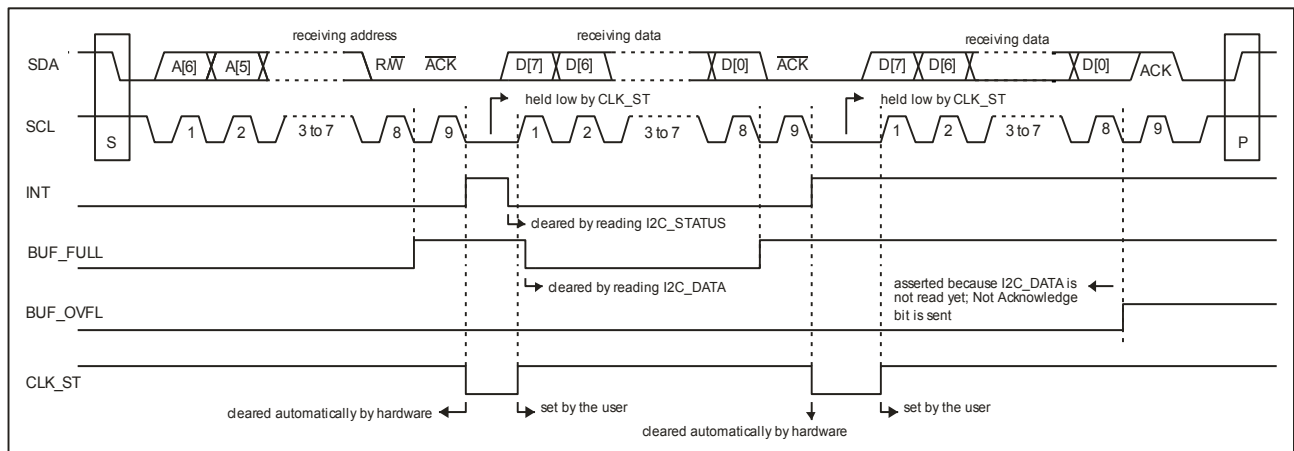 receiving address receiving data receiving data
SDA A[6] A[5] R/W ACK D[7] D[6] D[0] ACK D[7] D[6] D[0] ACK
held low by CLK_ST held low by CLK_ST
SCL S 1 2 3 to 7 8 9 1 2 3 to 7 8 9 1 2 3 to 7 8 9 P
INT
cleared by reading I2C_STATUS
BUF_FULL
cleared by reading I2C_DATA
asserted because I2C_DATA is
not read yet; Not Acknowledge
bit is sent
BUF_OVFL
CLK_ST
cleared automatically by hardware set by the user set by the user
cleared automatically by hardware